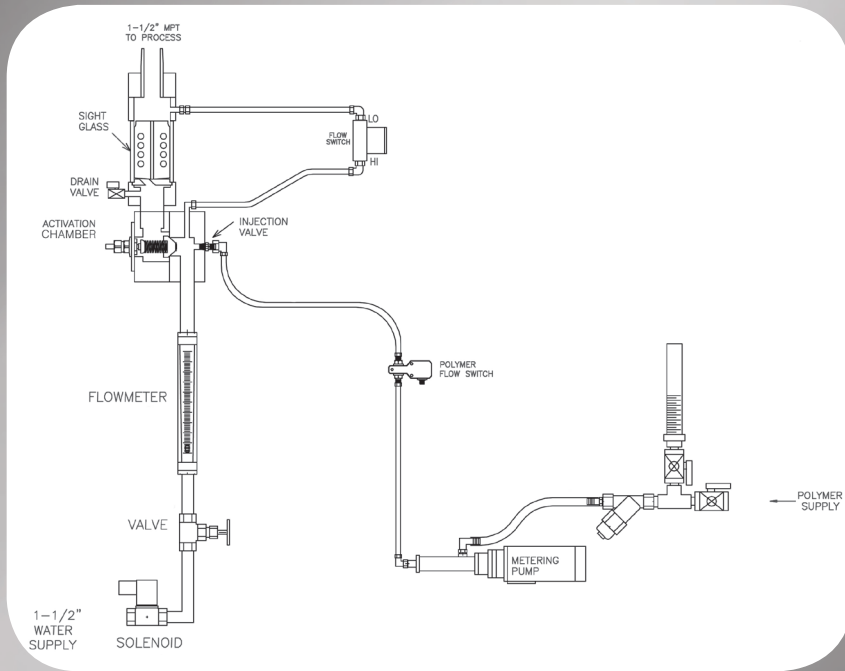 1-1/2" MPT
TO PROCESS
SIGHT
GLASS
LO
FLOW
SWITCH
HI
DRAIN
VALVE
ACTIVATION
CHAMBER
INJECTION
VALVE
POLYMER
FLOW SWITCH
FLOWMETER
POLYMER
SUPPLY
VALVE
METERING
PUMP
1-1/2"
WATER
SUPPLY
SOLENOID